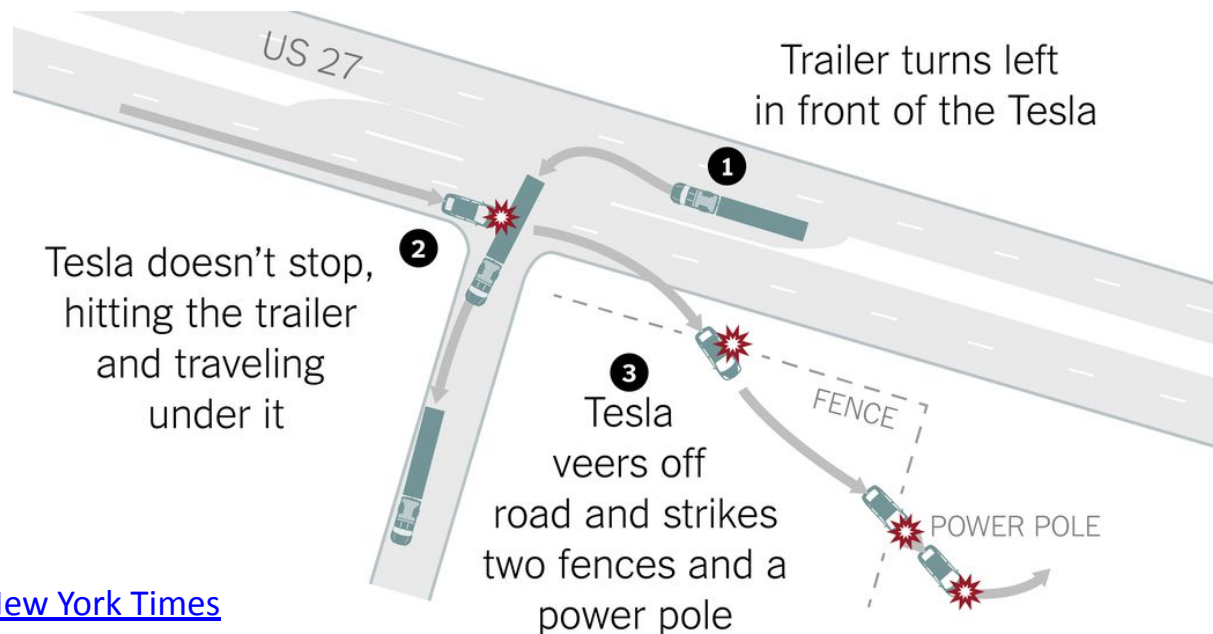 US 27
Trailer turns left
in front of the Tesla
1
2
Tesla doesn’t stop,
hitting the trailer
and traveling
under it
3
Tesla
veers off
road and strikes
two fences and a
power pole
FENCE
POWER POLE
New York Times